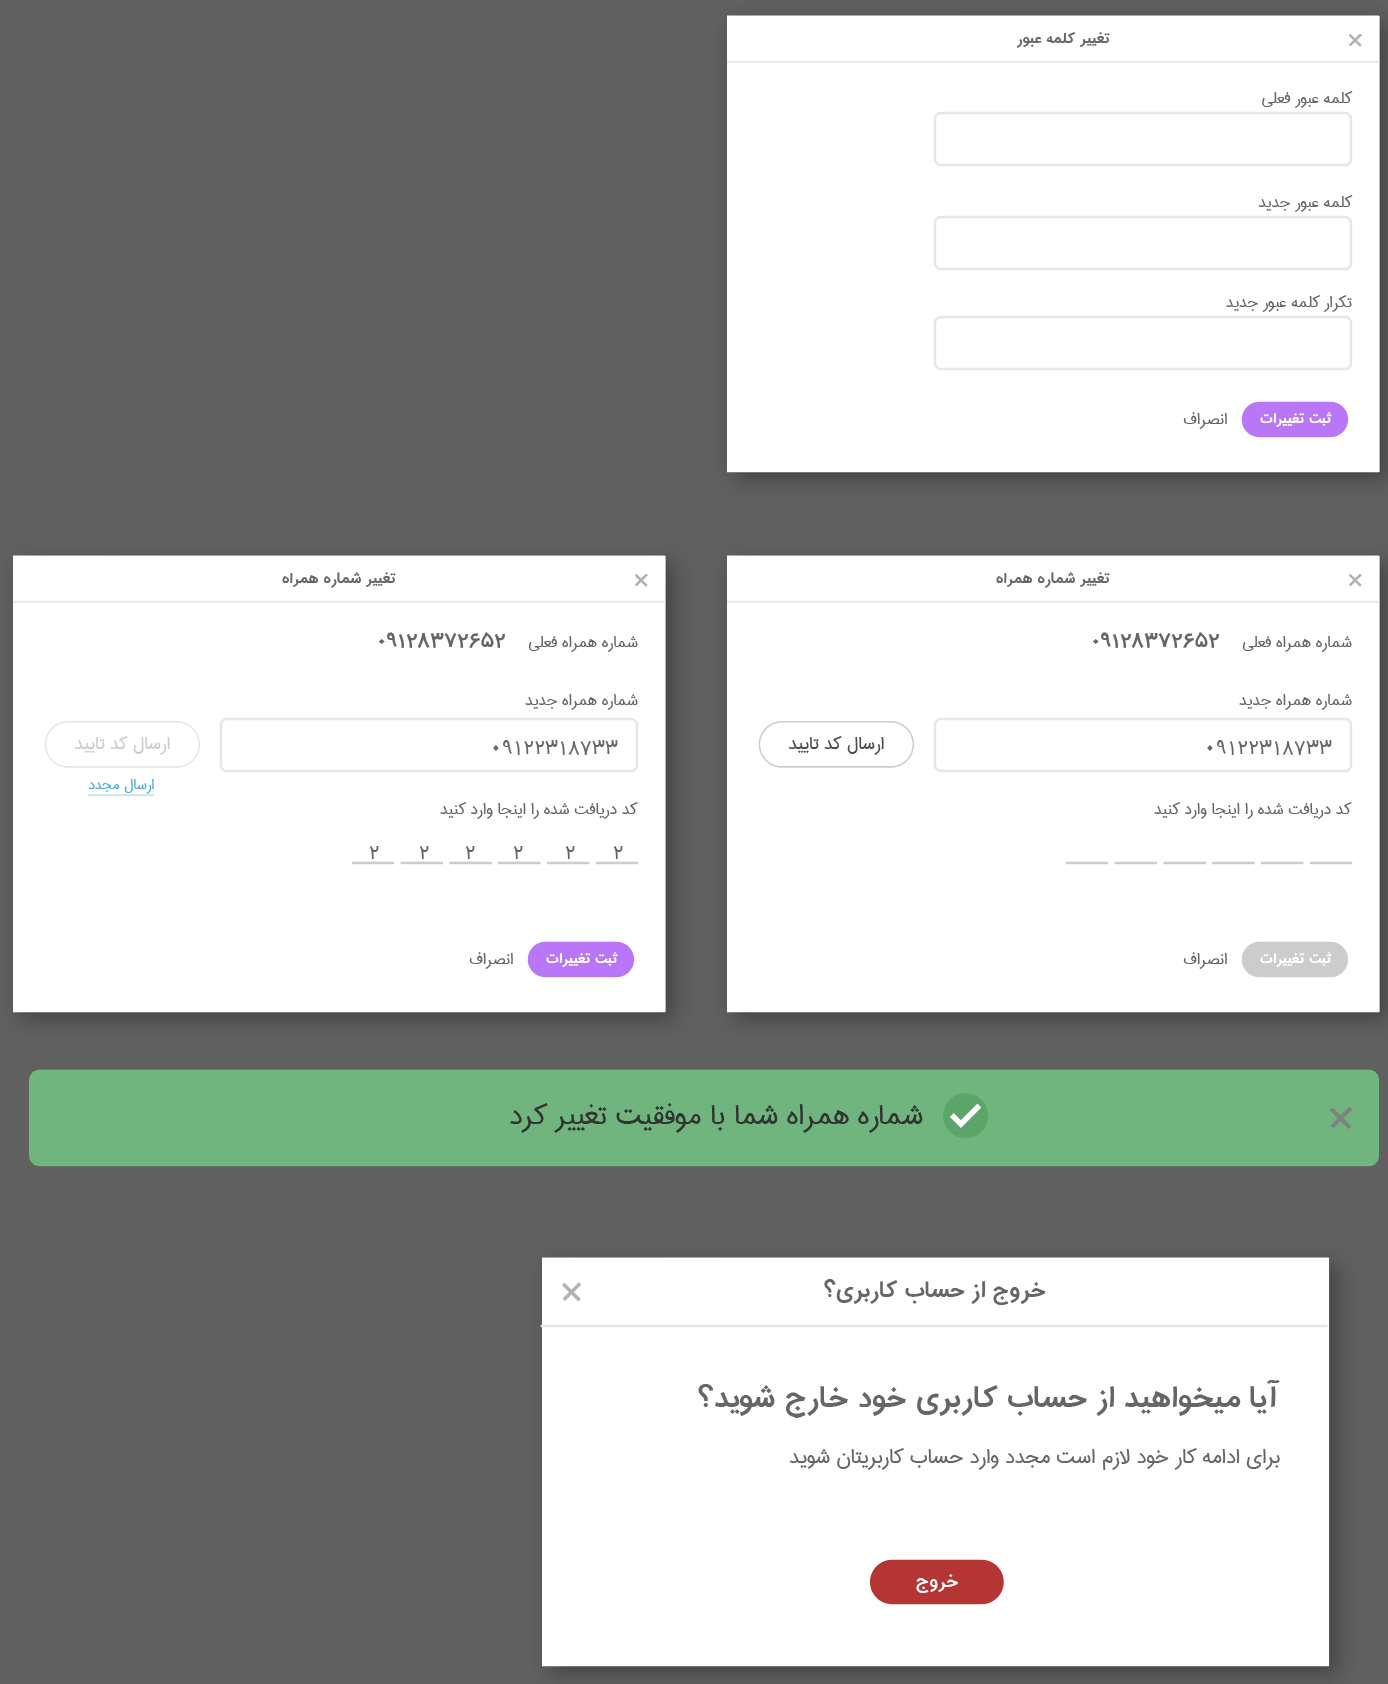 تغییر کلمه عبور
کلمه عبور فعلی
کلمه عبور جدید
تکرار کلمه عبور جدید
ثبت تغییرات
انصراف
تغییر شماره همراه
شماره همراه فعلی ۰۹۱۲۸۳۷۲۶۵۲
شماره همراه جدید
۰۹۱۲۲۳۱۸۷۳۳
ارسال کد تایید
کد دریافت شده را اینجا وارد کنید
ثبت تغییرات
انصراف
تغییر شماره همراه
شماره همراه فعلی ۰۹۱۲۸۳۷۲۶۵۲
شماره همراه جدید
۰۹۱۲۲۳۱۸۷۳۳
ارسال کد تایید
ارسال مجدد
کد دریافت شده را اینجا وارد کنید
۲ ۲ ۲ ۲ ۲ ۲
ثبت تغییرات
انصراف
شماره همراه شما با موفقیت تغییر کرد
خروج از حساب کاربری؟
آیا میخواهید از حساب کاربری خود خارج شوید؟
برای ادامه کار خود لازم است مجدد وارد حساب کاربریتان شوید
خروج